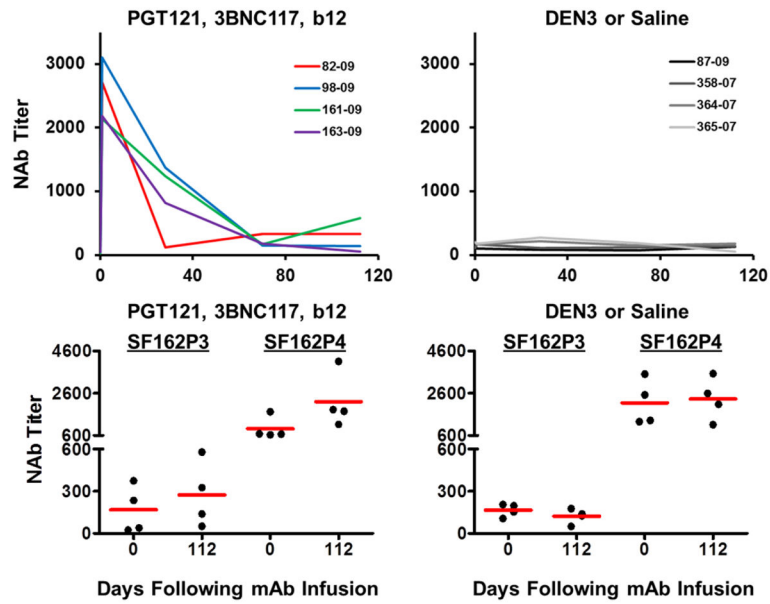 PGT121, 3BNC117, b12
DEN3 or Saline
NAb Titer
3000
2000
1000
0
0 40 80 120
82-09
98-09
161-09
163-09
3000
2000
1000
0
0 40 80 120
87-09
358-07
364-07
365-07
PGT121, 3BNC117, b12
DEN3 or Saline
SF162P3 SF162P4
SF162P3 SF162P4
NAb Titer
4600
2600
600
600
300
0
0 112 0 112
4600
2600
600
600
300
0
0 112 0 112
Days Following mAb Infusion
Days Following mAb Infusion